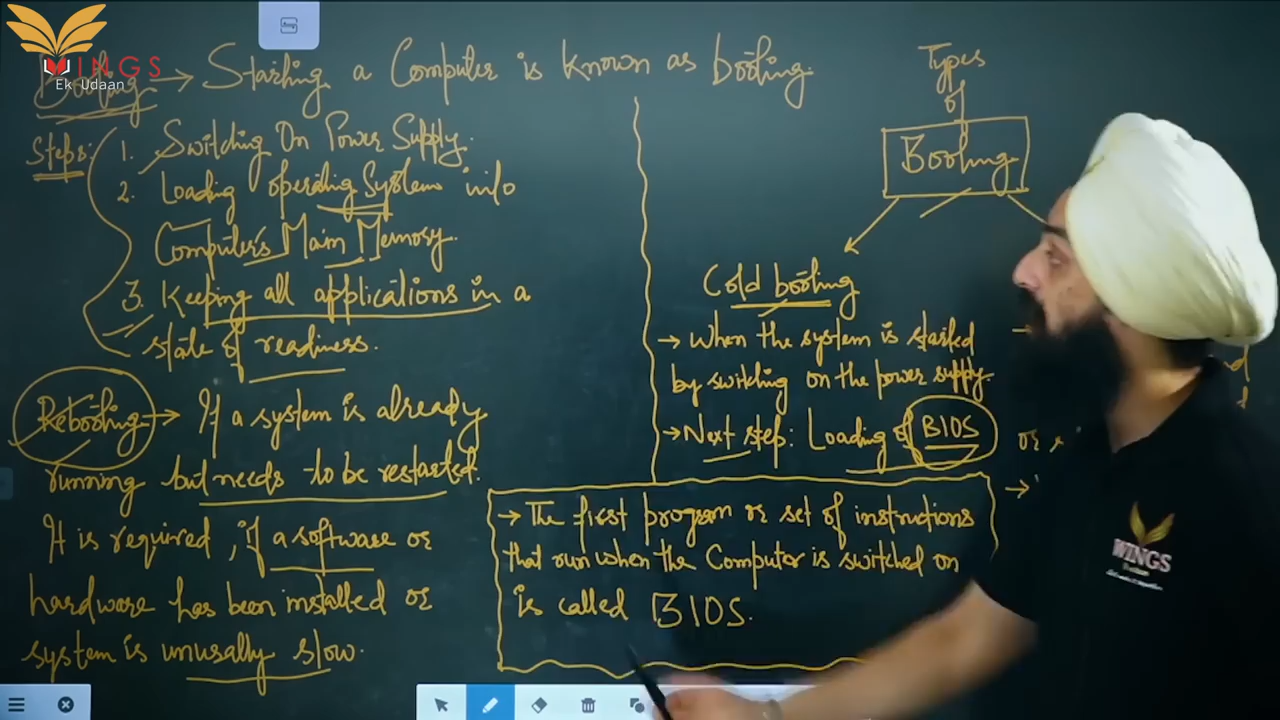 WINGS
Ek Udaan
Booting → Starting a Computer is known as booting.
Steps:
1. Switching On Power Supply.
2. Loading operating System into
Computer's Main Memory.
3. Keeping all applications in a
state of readiness.
Rebooting → If a system is already
running but needs to be restarted.
It is required, if a software or
hardware has been installed or
system is unusally slow.
Types
of
Booting
Cold booting
→ When the system is started
by switching on the power supply.
→ Next step: Loading of BIOS
→ The first program or set of instructions
that run when the Computer is switched on
is called BIOS.
or
WINGS